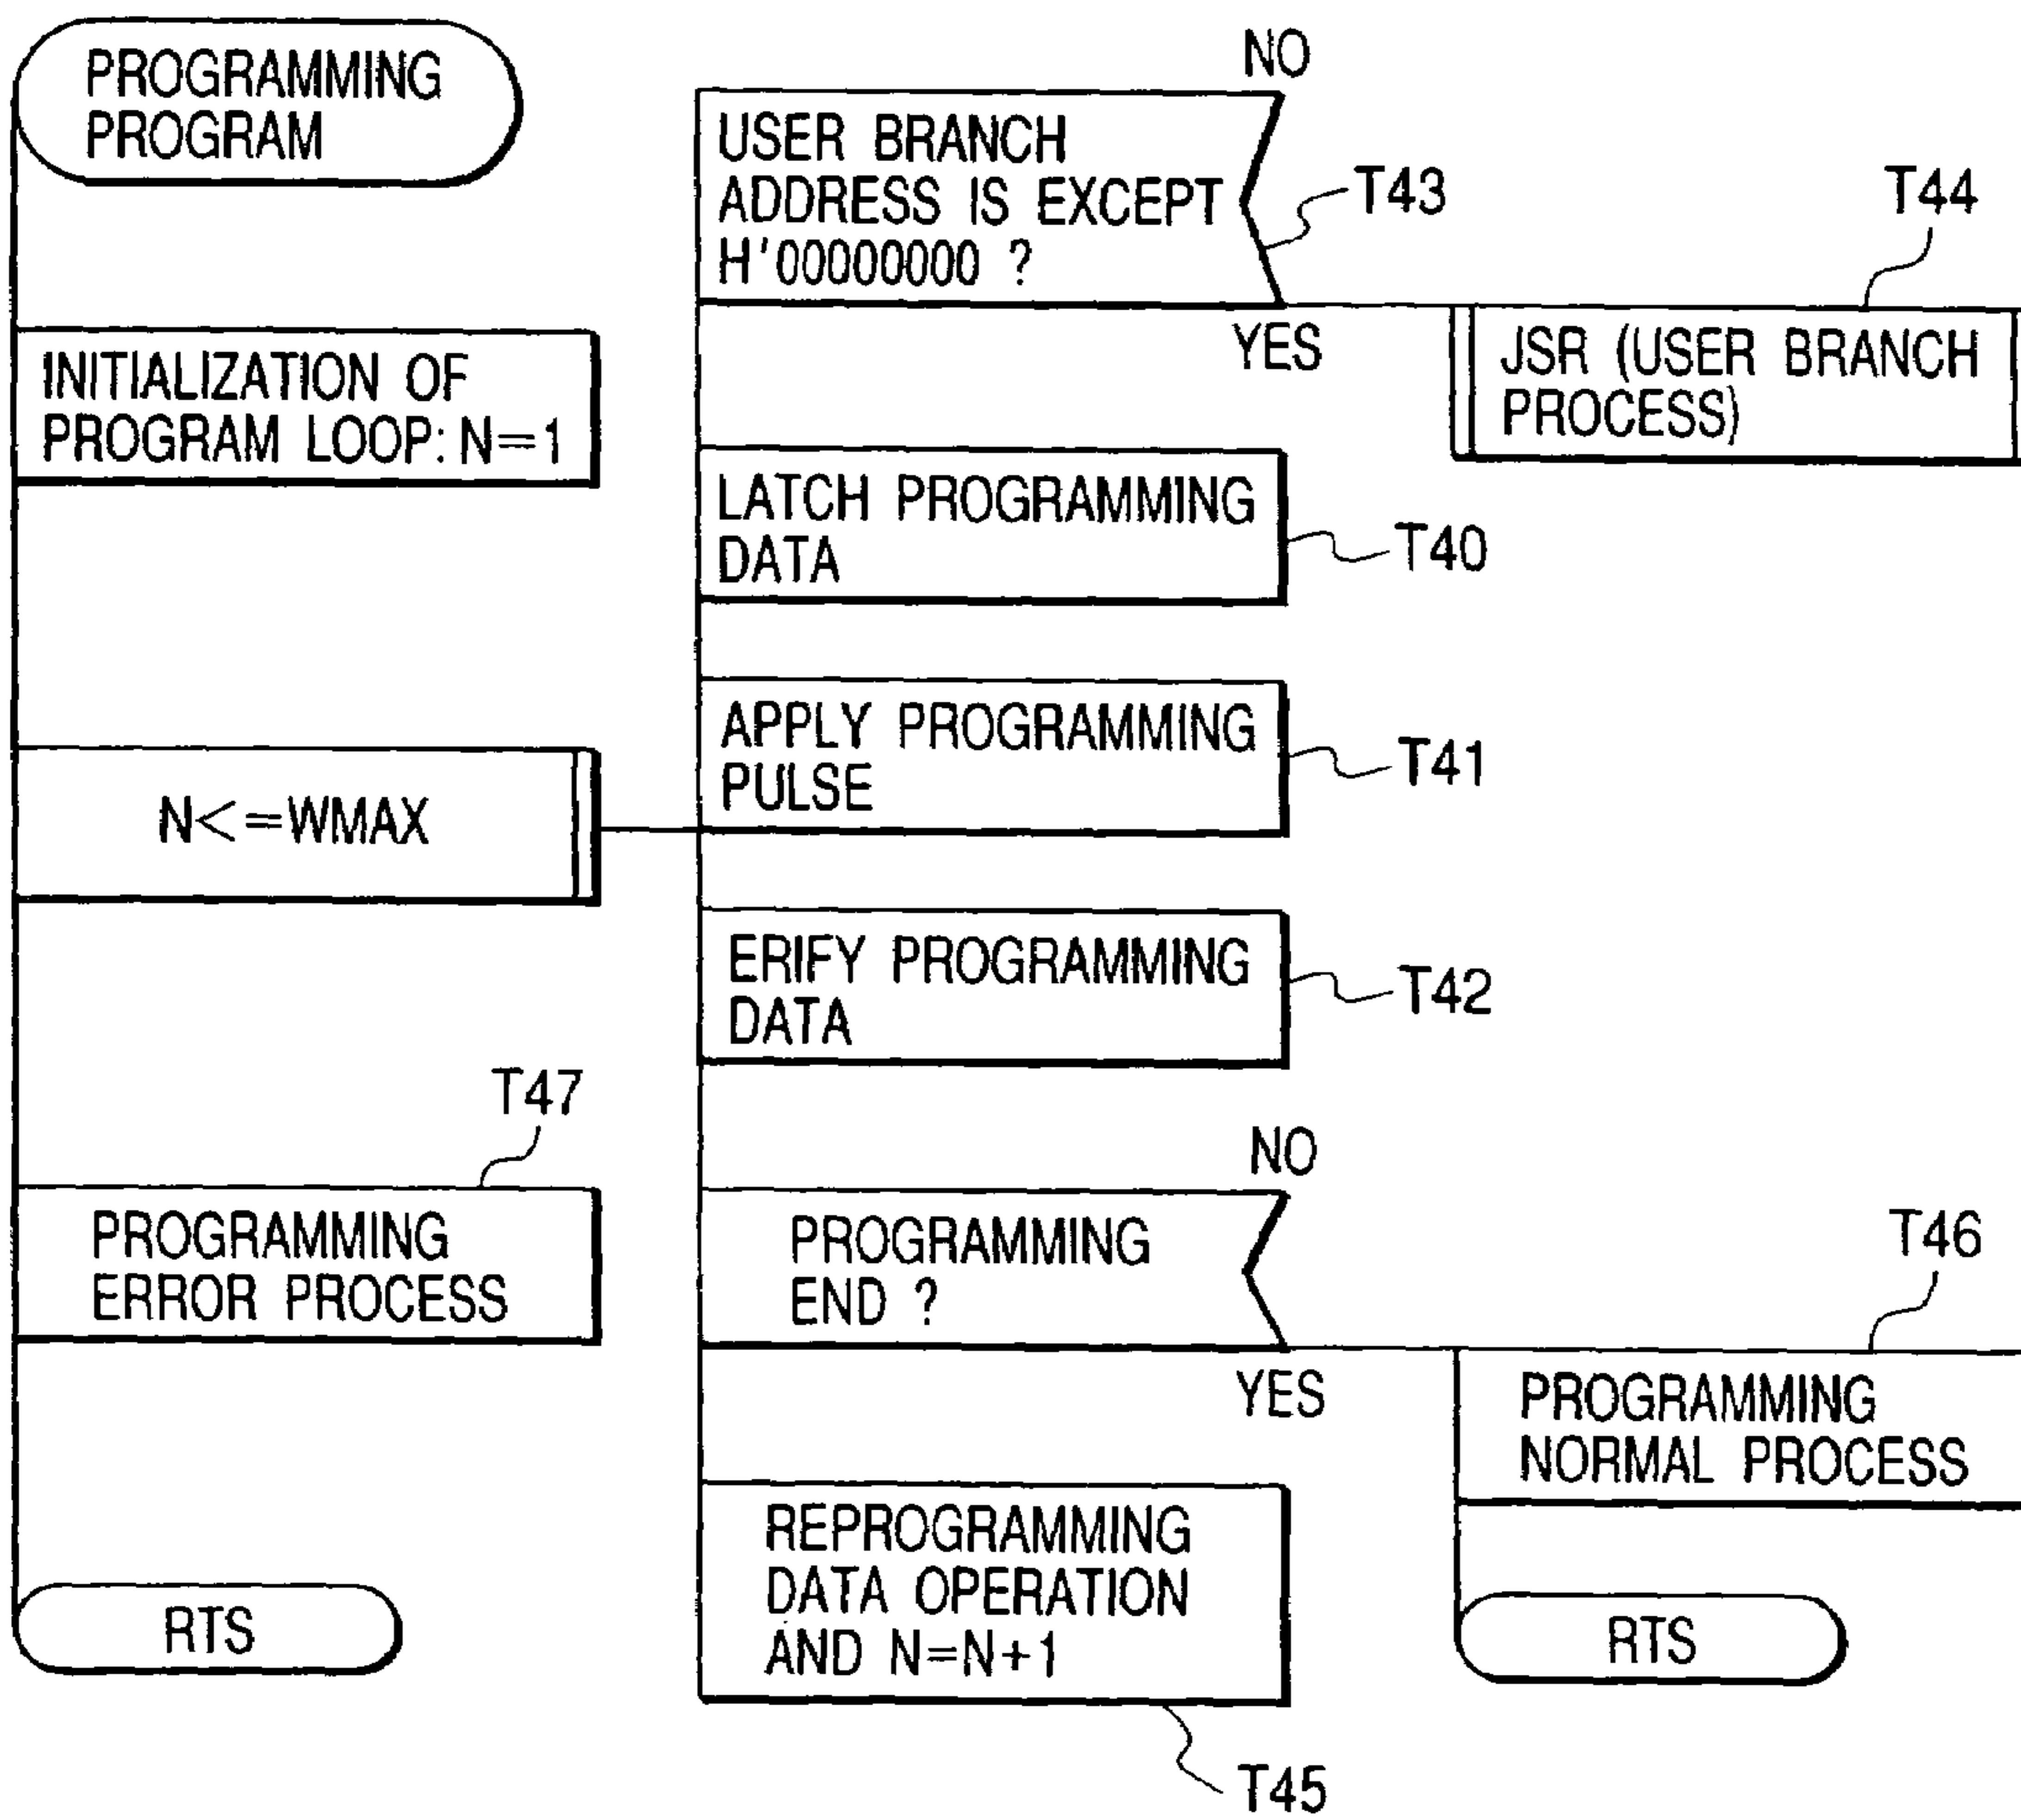 PROGRAMMING
PROGRAM
INITIALIZATION OF
PROGRAM LOOP: N=1
N<=WMAX
T47
PROGRAMMING
ERROR PROCESS
RTS
NO
USER BRANCH
ADDRESS IS EXCEPT
H'00000000 ?
T43
YES
T44
JSR (USER BRANCH
PROCESS)
LATCH PROGRAMMING
DATA
T40
APPLY PROGRAMMING
PULSE
T41
ERIFY PROGRAMMING
DATA
T42
NO
PROGRAMMING
END ?
YES
T46
PROGRAMMING
NORMAL PROCESS
RTS
REPROGRAMMING
DATA OPERATION
AND N=N+1
T45